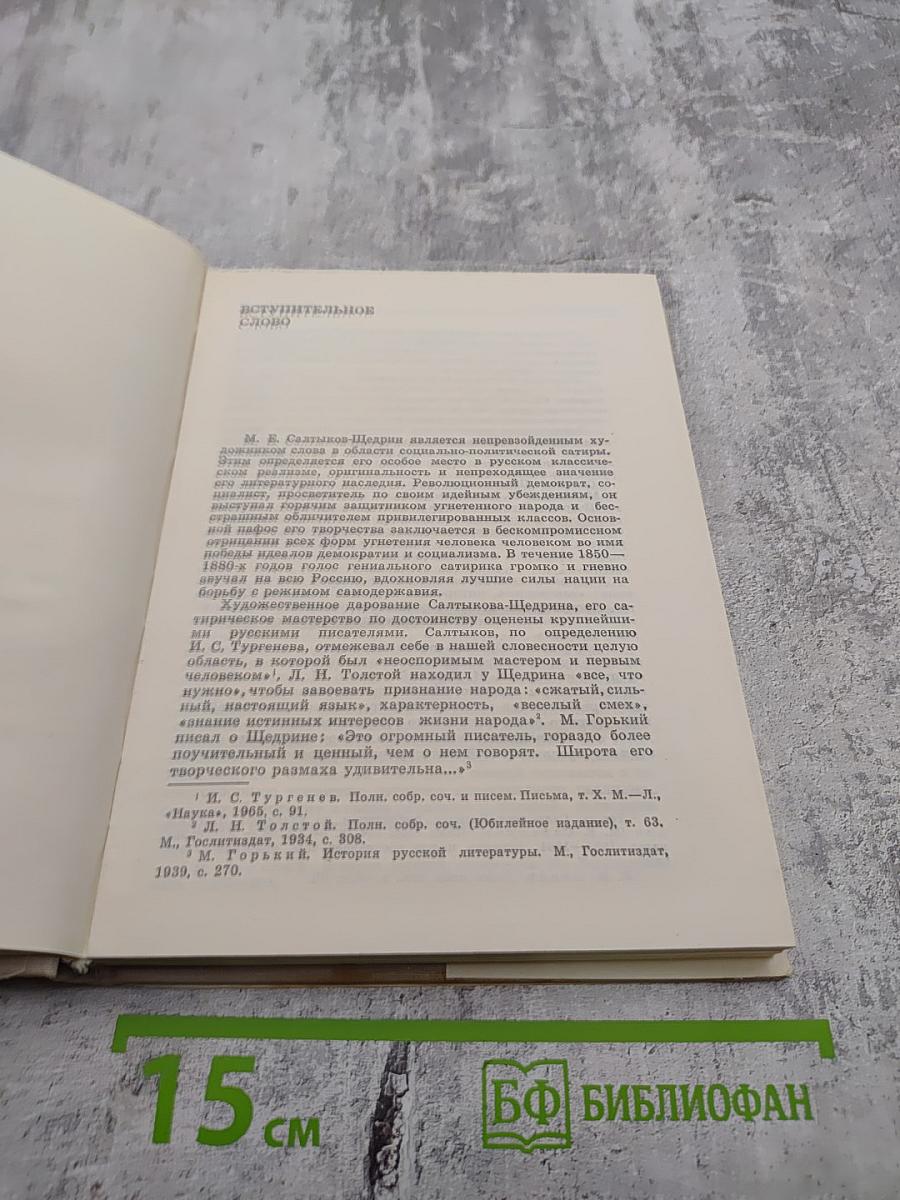 ВСТУПИТЕЛЬНОЕ
СЛОВО
М. Е. Салтыков-Щедрин является непревзойденным ху-
дожником слова в области социально-политической сатиры.
Этим определяется его особое место в русском классиче-
ском реализме, оригинальность и непреходящее значение
его литературного наследия. Революционный демократ, со-
циалист, просветитель по своим идейным убеждениям, он
выступал горячим защитником угнетенного народа и бес-
страшным обличителем привилегированных классов. Основ-
ной пафос его творчества заключается в бескомпромиссном
отрицании всех форм угнетения человека человеком во имя
победы идеалов демократии и социализма. В течение 1850—
1880-х годов голос гениального сатирика громко и гневно
звучал на всю Россию, вдохновляя лучшие силы нации на
борьбу с режимом самодержавия.
Художественное дарование Салтыкова-Щедрина, его са-
тирическое мастерство по достоинству оценены крупнейши-
ми русскими писателями. Салтыков, по определению
И. С. Тургенева, отмежевал себе в нашей словесности целую
область, в которой был «неоспоримым мастером и первым
человеком»¹. Л. Н. Толстой находил у Щедрина «все, что
нужно», чтобы завоевать признание народа: «сжатый, силь-
ный, настоящий язык», характерность, «веселый смех»,
«знание истинных интересов жизни народа»². М. Горький
писал о Щедрине: «Это огромный писатель, гораздо более
поучительный и ценный, чем о нем говорят. Широта его
творческого размаха удивительна...»³
¹ И. С. Тургенев. Полн. собр. соч. и писем. Письма, т. X. М.—Л.,
«Наука», 1965, с. 91.
² Л. Н. Толстой. Полн. собр. соч. (Юбилейное издание), т. 63.
М., Гослитиздат, 1934, с. 308.
³ М. Горький. История русской литературы. М., Гослитиздат,
1939, с. 270.
15 см
БФ БИБЛИОФАН